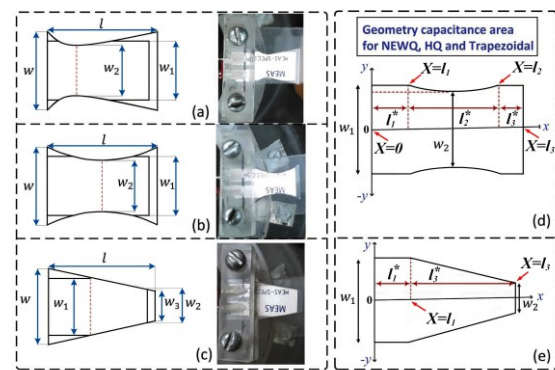 l
w
w₂
w₁
(a)
MEAS
l
w
w₂
w₁
(b)
MEAS
l
w
w₁
w₃
w₂
(c)
MEAS
Geometry capacitance area
for NEWQ, HQ and Trapezoidal
y
X=l₁
X=l₂
l₁*
l₂*
l₃*
w₁
0
x
X=0
w₂
X=l₃
-y
(d)
y
X=l₃
l₁*
l₃*
w₁
0
x
w₂
X=l₁
-y
(e)